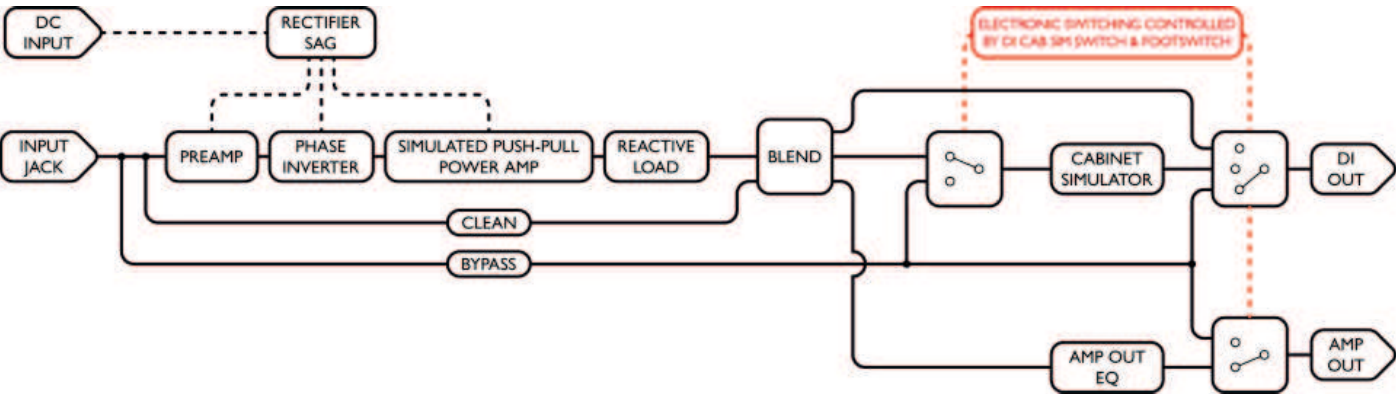 DC
INPUT
RECTIFIER
SAG
ELECTRONIC SWITCHING CONTROLLED
BY DI CAB SIM SWITCH & FOOTSWITCH
INPUT
JACK
PREAMP
PHASE
INVERTER
SIMULATED PUSH-PULL
POWER AMP
REACTIVE
LOAD
BLEND
CABINET
SIMULATOR
DI
OUT
CLEAN
BYPASS
AMP OUT
EQ
AMP
OUT